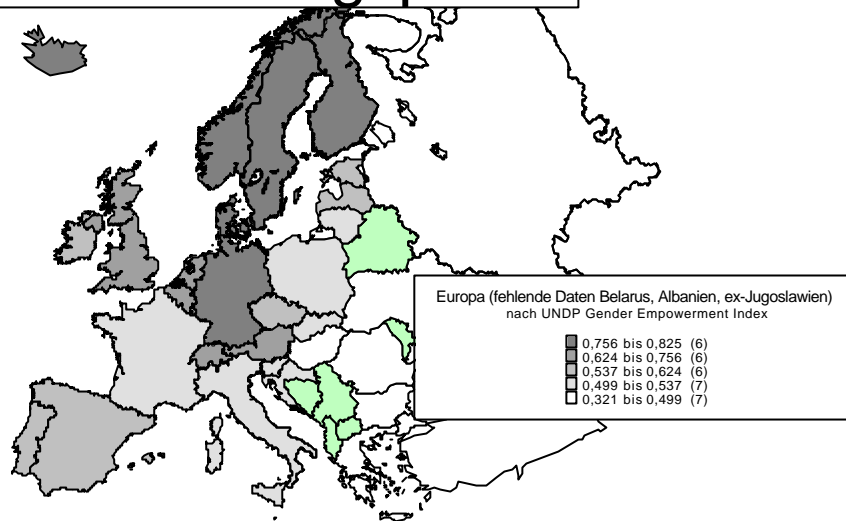 Europa (fehlende Daten Belarus, Albanien, ex-Jugoslawien)
nach UNDP Gender Empowerment Index
0,756 bis 0,825 (6)
0,624 bis 0,756 (6)
0,537 bis 0,624 (6)
0,499 bis 0,537 (7)
0,321 bis 0,499 (7)